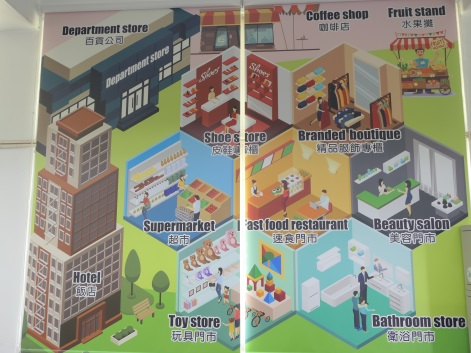 Department store
百貨公司
Department store
Coffee shop
咖啡店
Fruit stand
水果攤
Shoes
Shoes
Shoe store
皮鞋專櫃
Branded boutique
精品服飾專櫃
Supermarket
超市
Fast food restaurant
速食門市
Beauty salon
美容門市
Hotel
飯店
Toy store
玩具門市
Bathroom store
衛浴門市